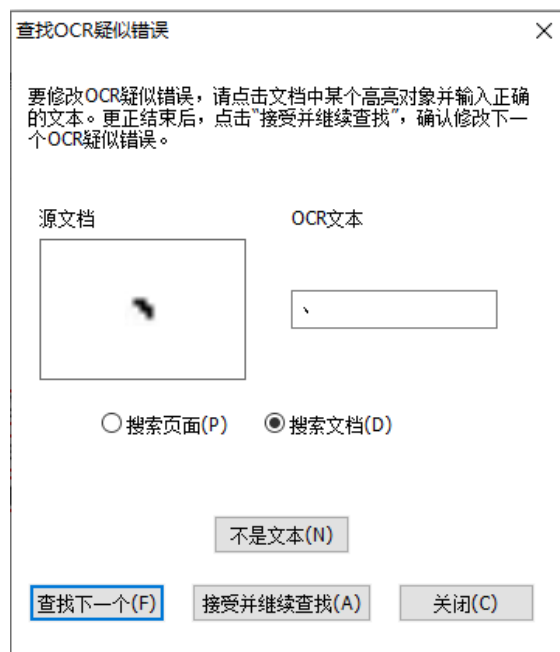 查找OCR疑似错误
要修改OCR疑似错误，请点击文档中某个高亮对象并输入正确
的文本。更正结束后，点击“接受并继续查找”，确认修改下一
个OCR疑似错误。
源文档 OCR文本
、
搜索页面(P) 搜索文档(D)
不是文本(N)
查找下一个(F) 接受并继续查找(A) 关闭(C)